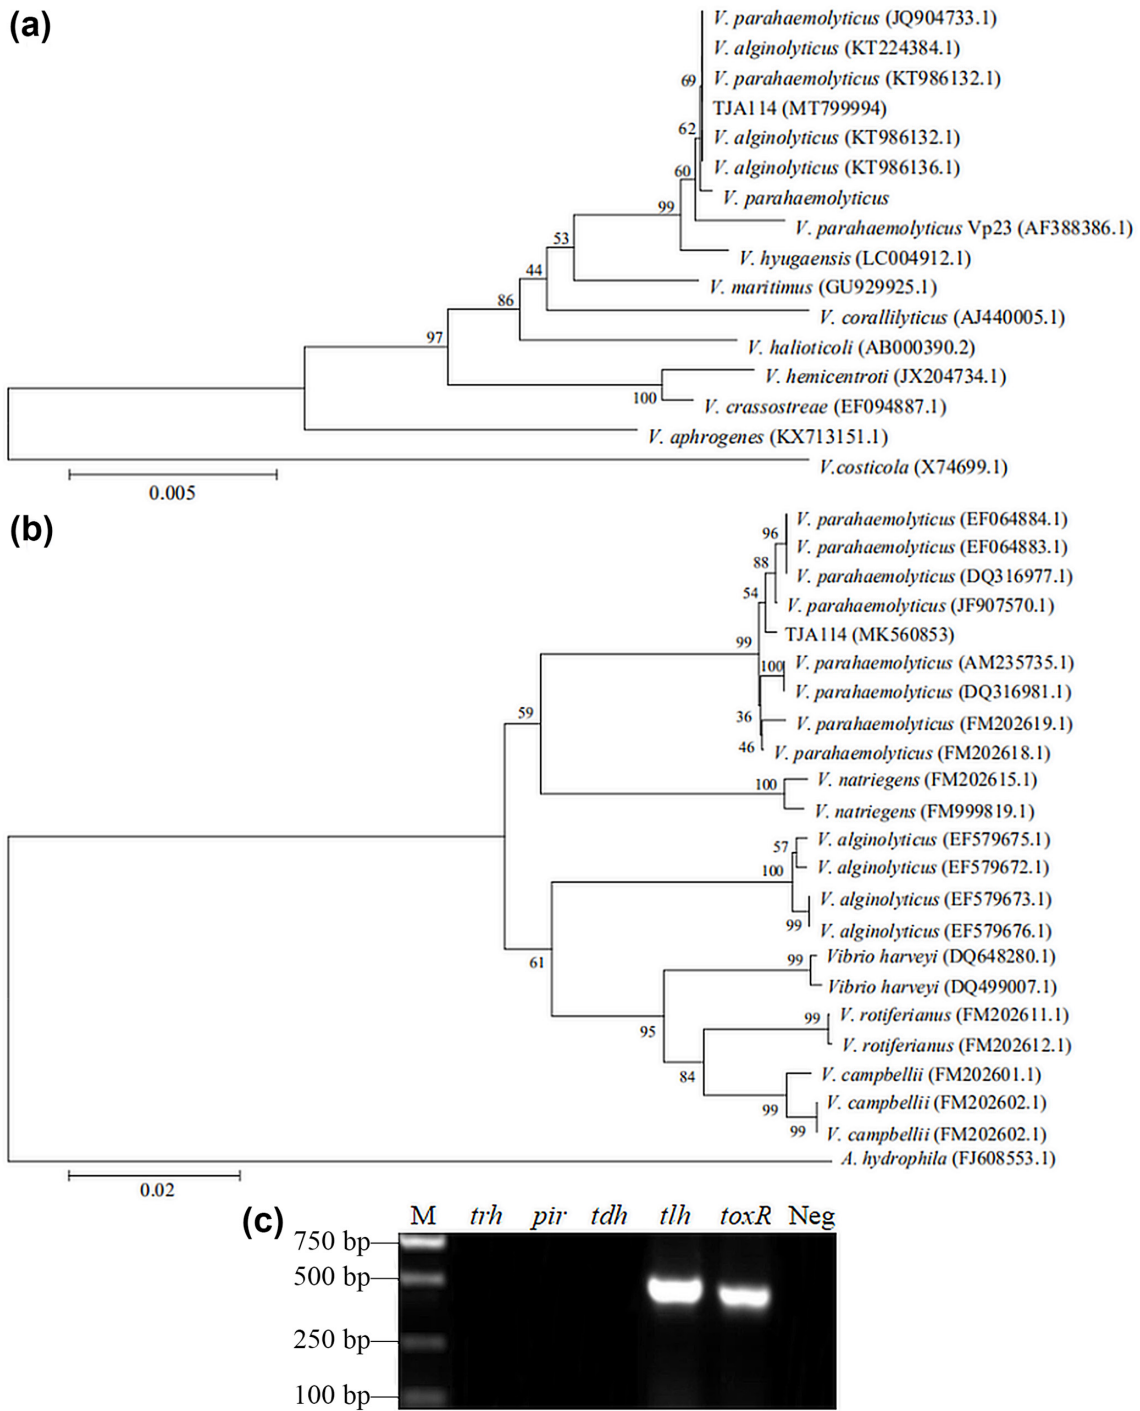 (a)
V. parahaemolyticus (JQ904733.1)
V. alginolyticus (KT224384.1)
69
V. parahaemolyticus (KT986132.1)
TJA114 (MT799994)
62
V. alginolyticus (KT986132.1)
60
V. alginolyticus (KT986136.1)
V. parahaemolyticus
99
V. parahaemolyticus Vp23 (AF388386.1)
53
V. hyugaensis (LC004912.1)
44
V. maritimus (GU929925.1)
86
V. corallilyticus (AJ440005.1)
97
V. halioticoli (AB000390.2)
V. hemicentroti (JX204734.1)
100
V. crassostreae (EF094887.1)
V. aphrogenes (KX713151.1)
V.costicola (X74699.1)
0.005
(b)
V. parahaemolyticus (EF064884.1)
96
V. parahaemolyticus (EF064883.1)
88
V. parahaemolyticus (DQ316977.1)
54
V. parahaemolyticus (JF907570.1)
TJA114 (MK560853)
99
100
V. parahaemolyticus (AM235735.1)
V. parahaemolyticus (DQ316981.1)
59
36
V. parahaemolyticus (FM202619.1)
46
V. parahaemolyticus (FM202618.1)
100
V. natriegens (FM202615.1)
V. natriegens (FM999819.1)
57
V. alginolyticus (EF579675.1)
100
V. alginolyticus (EF579672.1)
V. alginolyticus (EF579673.1)
99
V. alginolyticus (EF579676.1)
61
99
Vibrio harveyi (DQ648280.1)
Vibrio harveyi (DQ499007.1)
95
99
V. rotiferianus (FM202611.1)
V. rotiferianus (FM202612.1)
84
V. campbellii (FM202601.1)
99
V. campbellii (FM202602.1)
99
V. campbellii (FM202602.1)
A. hydrophila (FJ608553.1)
0.02
(c)
M trh pir tdh tlh toxR Neg
750 bp
500 bp
250 bp
100 bp